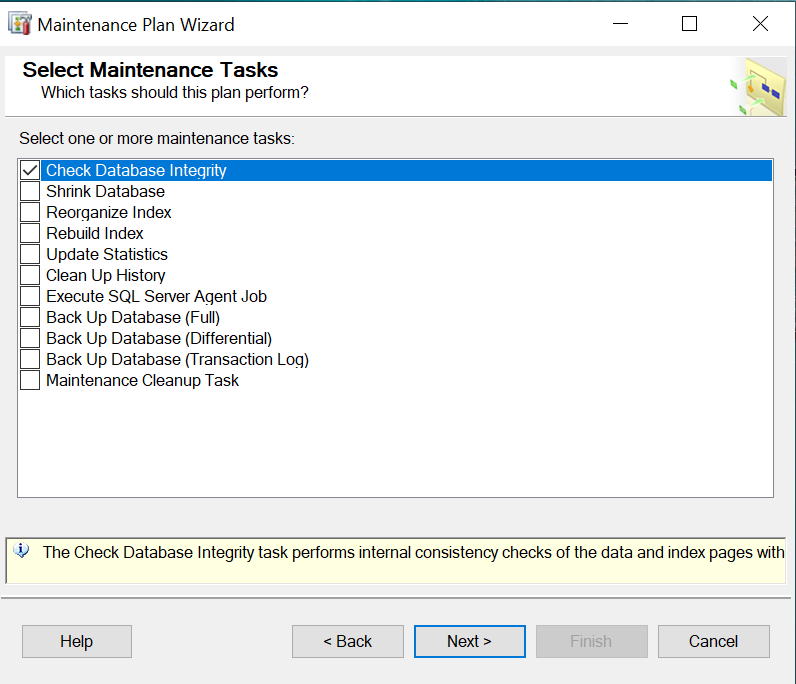 Maintenance Plan Wizard
Select Maintenance Tasks
Which tasks should this plan perform?
Select one or more maintenance tasks:
Check Database Integrity
Shrink Database
Reorganize Index
Rebuild Index
Update Statistics
Clean Up History
Execute SQL Server Agent Job
Back Up Database (Full)
Back Up Database (Differential)
Back Up Database (Transaction Log)
Maintenance Cleanup Task
The Check Database Integrity task performs internal consistency checks of the data and index pages with
Help
< Back
Next >
Finish
Cancel